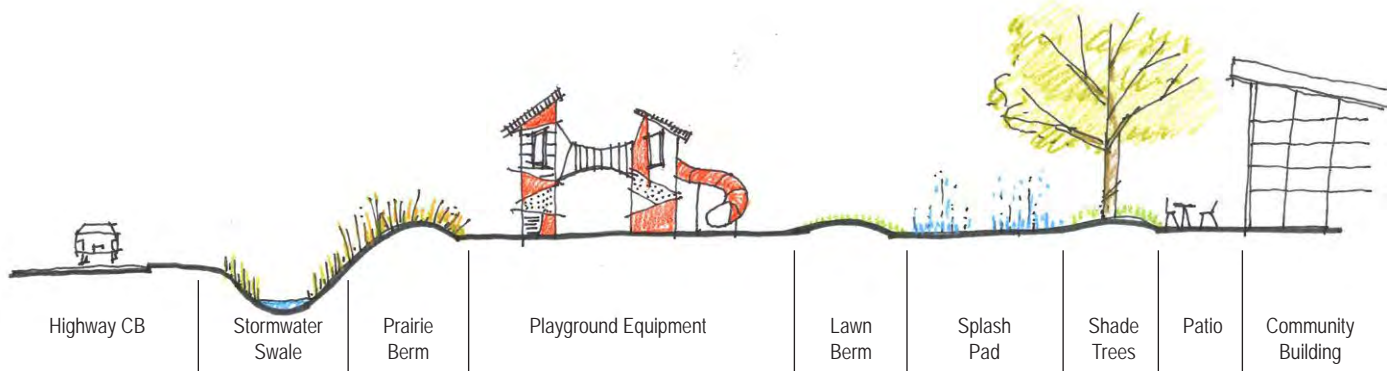 Highway CB
Stormwater
Swale
Prairie
Berm
Playground Equipment
Lawn
Berm
Splash
Pad
Shade
Trees
Patio
Community
Building